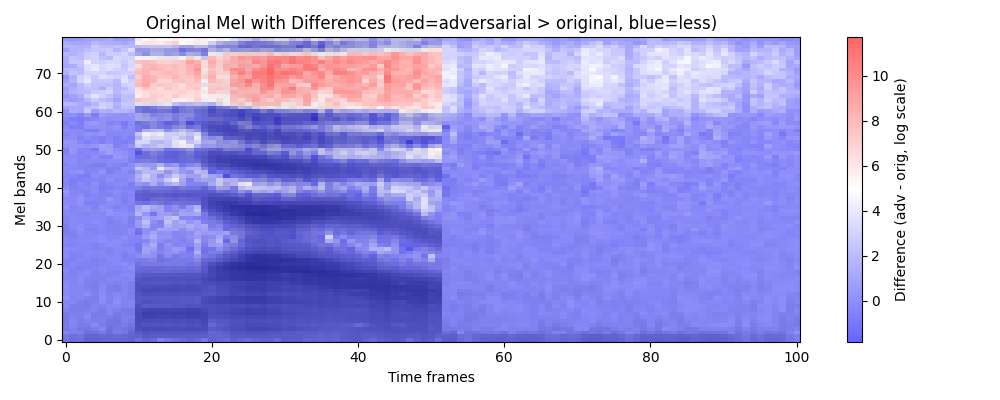 Original Mel with Differences (red=adversarial > original, blue=less)
Mel bands
70
60
50
40
30
20
10
0
0 20 40 60 80 100
Time frames
10
8
6
4
2
0
Difference (adv - orig, log scale)